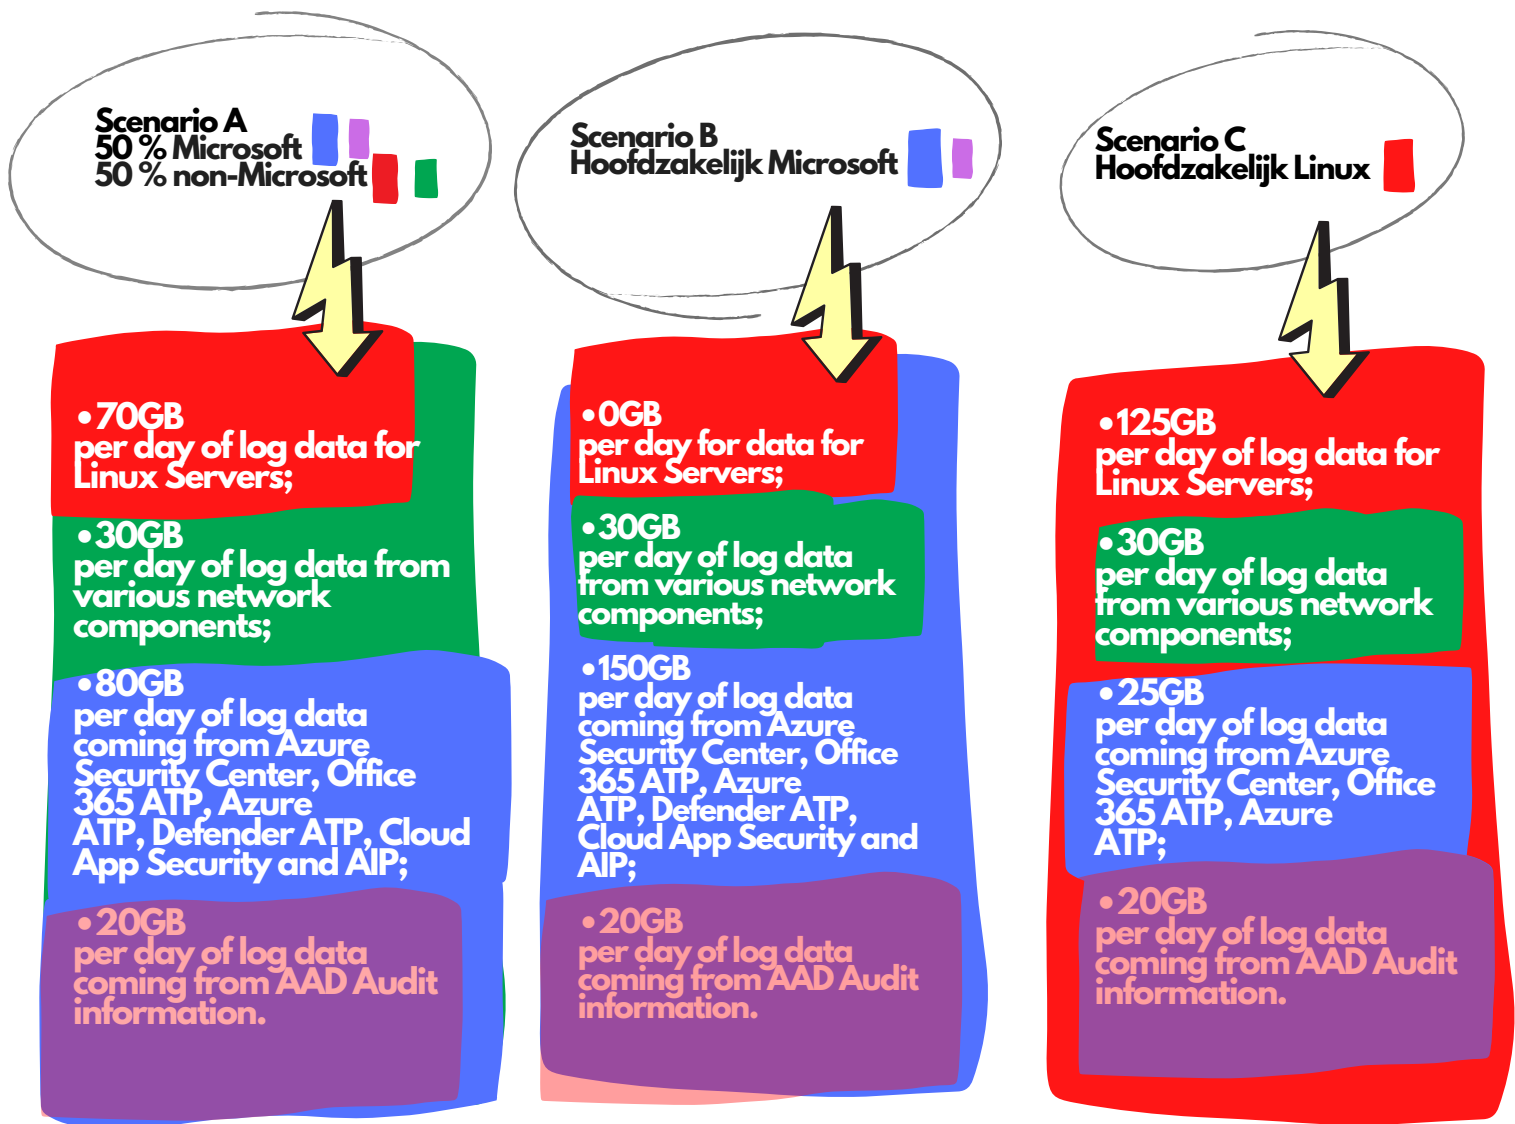 Scenario A
50 % Microsoft
50 % non-Microsoft
•70GB
per day of log data for
Linux Servers;
•30GB
per day of log data from
various network
components;
•80GB
per day of log data
coming from Azure
Security Center, Office
365 ATP, Azure
ATP, Defender ATP, Cloud
App Security and AIP;
•20GB
per day of log data
coming from AAD Audit
information.
Scenario B
Hoofdzakelijk Microsoft
•0GB
per day for data for
Linux Servers;
•30GB
per day of log data
from various network
components;
•150GB
per day of log data
coming from Azure
Security Center, Office
365 ATP, Azure
ATP, Defender ATP,
Cloud App Security and
AIP;
•20GB
per day of log data
coming from AAD Audit
information.
Scenario C
Hoofdzakelijk Linux
•125GB
per day of log data for
Linux Servers;
•30GB
per day of log data
from various network
components;
•25GB
per day of log data
coming from Azure
Security Center, Office
365 ATP, Azure
ATP;
•20GB
per day of log data
coming from AAD Audit
information.